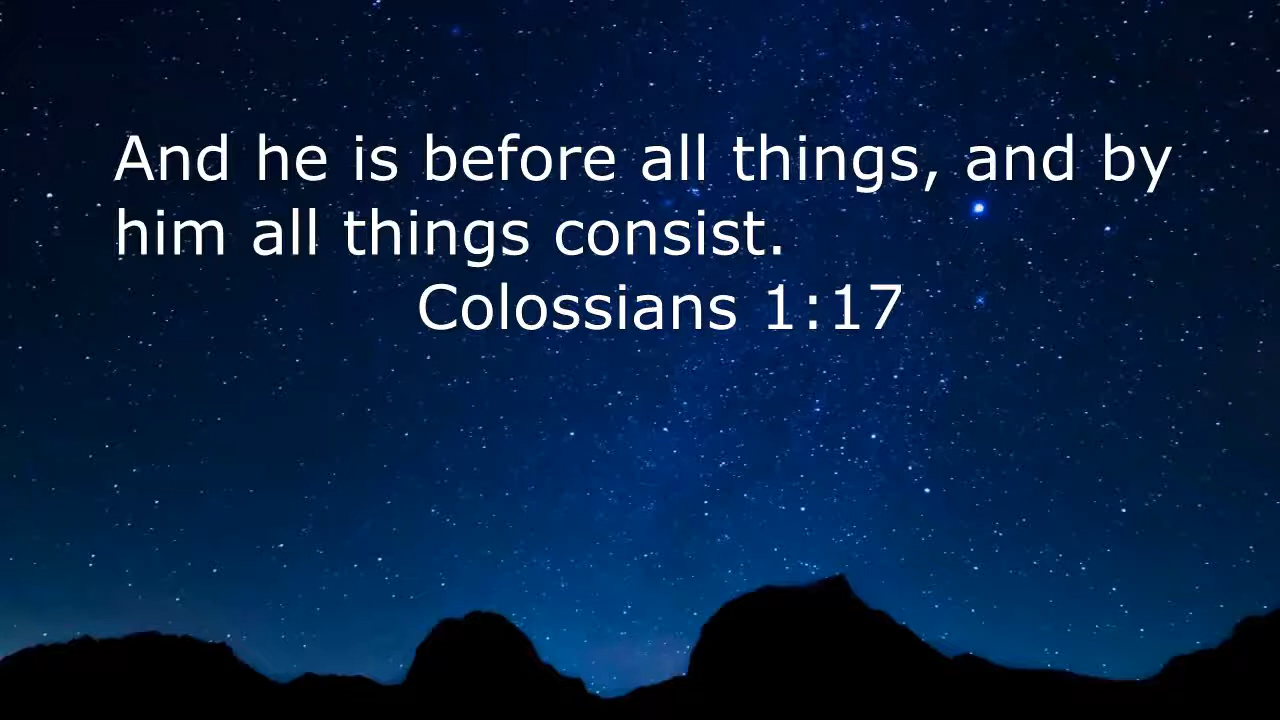 And he is before all things, and by
him all things consist.
Colossians 1:17